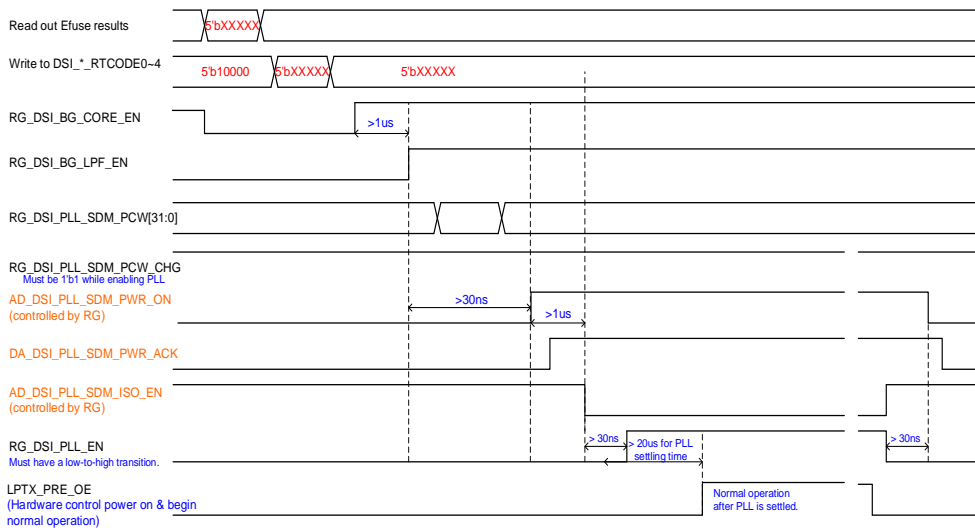 Read out Efuse results
5'bXXXXX
Write to DSI_*_RTCODE0~4
5'b10000
5'bXXXXX
5'bXXXXX
RG_DSI_BG_CORE_EN
>1us
RG_DSI_BG_LPF_EN
RG_DSI_PLL_SDM_PCW[31:0]
RG_DSI_PLL_SDM_PCW_CHG
Must be 1'b1 while enabling PLL
AD_DSI_PLL_SDM_PWR_ON
(controlled by RG)
>30ns
>1us
DA_DSI_PLL_SDM_PWR_ACK
AD_DSI_PLL_SDM_ISO_EN
(controlled by RG)
RG_DSI_PLL_EN
Must have a low-to-high transition.
> 30ns
> 20us for PLL
settling time
> 30ns
LPTX_PRE_OE
(Hardware control power on & begin
normal operation)
Normal operation
after PLL is settled.